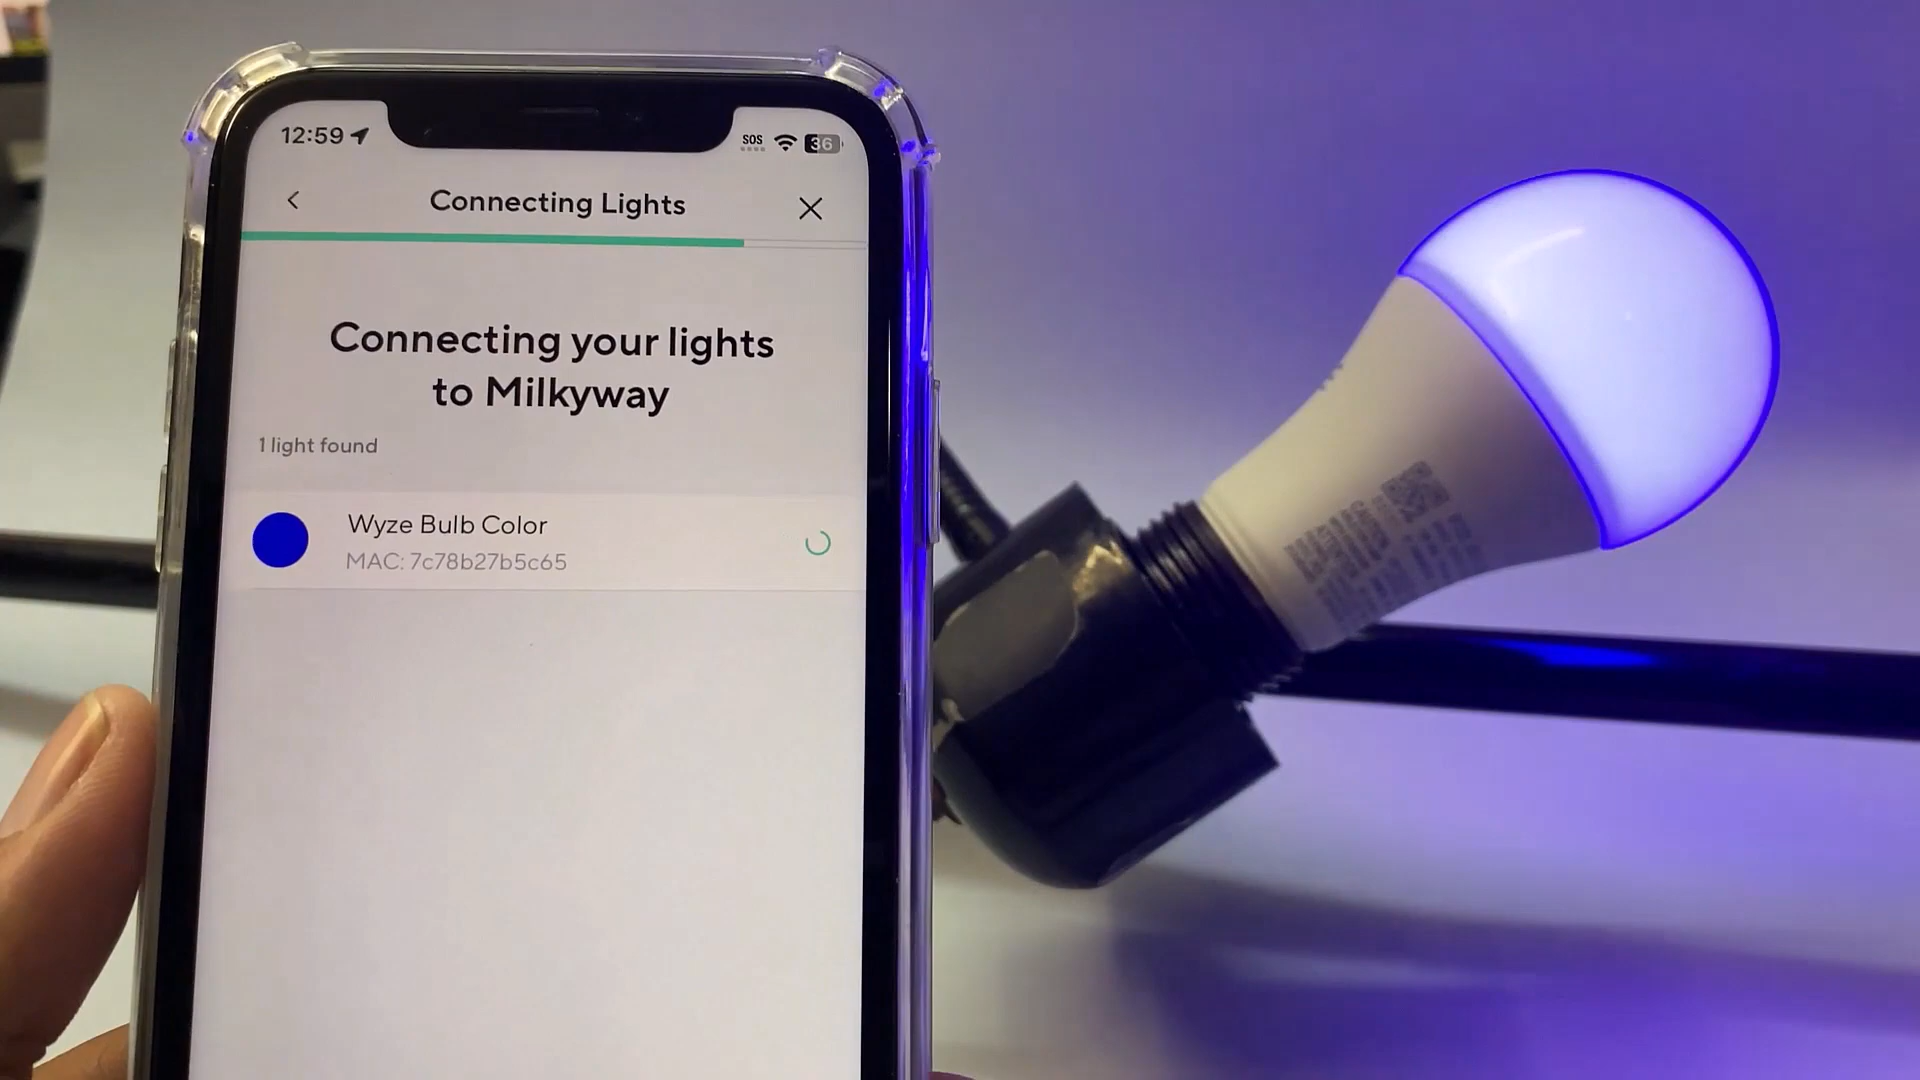 12:59
SOS
36
Connecting Lights
Connecting your lights
to Milkyway
1 light found
Wyze Bulb Color
MAC: 7c78b27b5c65